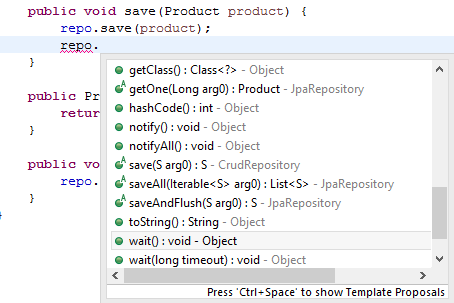 public void save(Product product) {
repo.save(product);
repo.
}
getClass() : Class<?> - Object
getOne(Long arg0) : Product - JpaRepository
hashCode() : int - Object
notify() : void - Object
notifyAll() : void - Object
save(S arg0) : S - CrudRepository
saveAll(Iterable<S> arg0) : List<S> - JpaRepository
saveAndFlush(S arg0) : S - JpaRepository
toString() : String - Object
wait() : void - Object
wait(long timeout) : void - Object
Press 'Ctrl+Space' to show Template Proposals
public Pr
retur
}
public vo
repo.
}
}